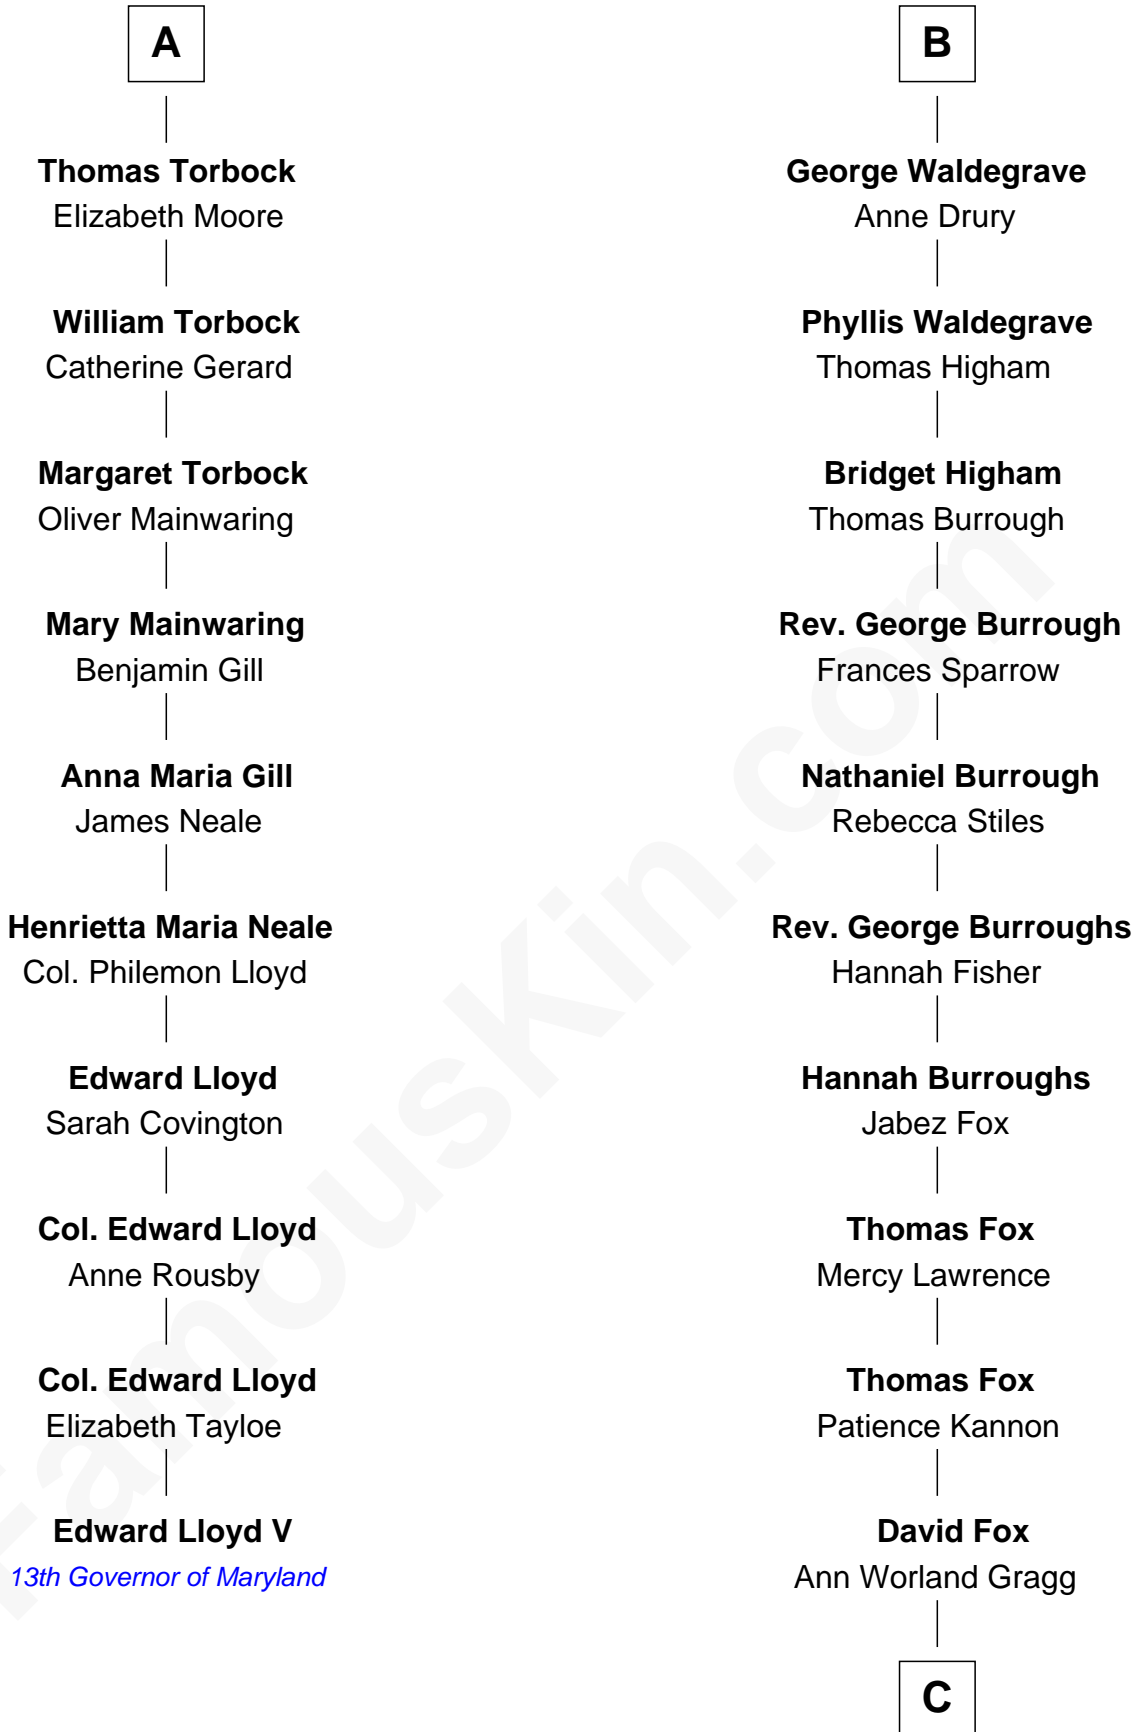 A
Thomas Torbock
Elizabeth Moore
William Torbock
Catherine Gerard
Margaret Torbock
Oliver Mainwaring
Mary Mainwaring
Benjamin Gill
Anna Maria Gill
James Neale
Henrietta Maria Neale
Col. Philemon Lloyd
Edward Lloyd
Sarah Covington
Col. Edward Lloyd
Anne Rousby
Col. Edward Lloyd
Elizabeth Tayloe
Edward Lloyd V
13th Governor of Maryland
B
George Waldegrave
Anne Drury
Phyllis Waldegrave
Thomas Higham
Bridget Higham
Thomas Burrough
Rev. George Burrough
Frances Sparrow
Nathaniel Burrough
Rebecca Stiles
Rev. George Burroughs
Hannah Fisher
Hannah Burroughs
Jabez Fox
Thomas Fox
Mercy Lawrence
Thomas Fox
Patience Kannon
David Fox
Ann Worland Gragg
C
FamousKin.com